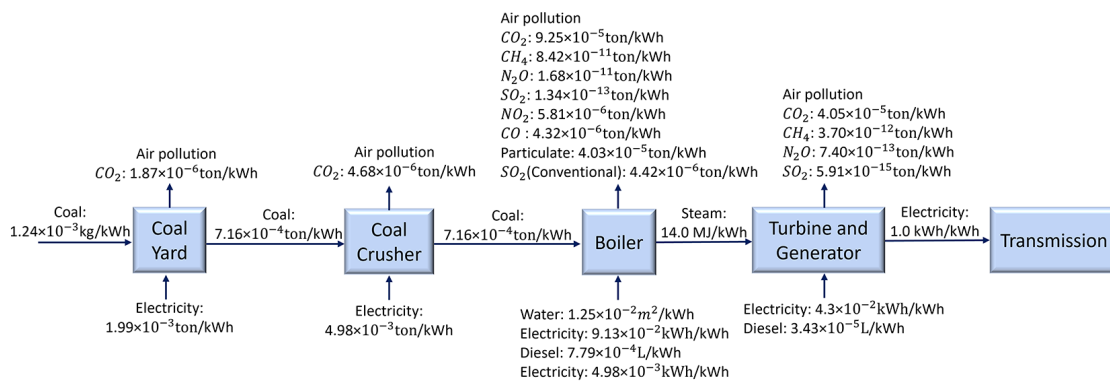 Air pollution
CO₂: 9.25×10⁻⁵ton/kWh
CH₄: 8.42×10⁻¹¹ton/kWh
N₂O: 1.68×10⁻¹¹ton/kWh
SO₂: 1.34×10⁻¹³ton/kWh
NO₂: 5.81×10⁻⁶ton/kWh
CO : 4.32×10⁻⁶ton/kWh
Particulate: 4.03×10⁻⁵ton/kWh
SO₂(Conventional): 4.42×10⁻⁶ton/kWh
Air pollution
CO₂: 4.05×10⁻⁵ton/kWh
CH₄: 3.70×10⁻¹²ton/kWh
N₂O: 7.40×10⁻¹³ton/kWh
SO₂: 5.91×10⁻¹⁵ton/kWh
Air pollution
CO₂: 1.87×10⁻⁶ton/kWh
Air pollution
CO₂: 4.68×10⁻⁶ton/kWh
Coal:
1.24×10⁻³kg/kWh
Coal
Yard
Coal:
7.16×10⁻⁴ton/kWh
Coal
Crusher
Coal:
7.16×10⁻⁴ton/kWh
Boiler
Steam:
14.0 MJ/kWh
Turbine and
Generator
Electricity:
1.0 kWh/kWh
Transmission
Electricity:
1.99×10⁻³ton/kWh
Electricity:
4.98×10⁻³ton/kWh
Water: 1.25×10⁻²m²/kWh
Electricity: 9.13×10⁻²kWh/kWh
Diesel: 7.79×10⁻⁴L/kWh
Electricity: 4.98×10⁻³kWh/kWh
Electricity: 4.3×10⁻²kWh/kWh
Diesel: 3.43×10⁻⁵L/kWh